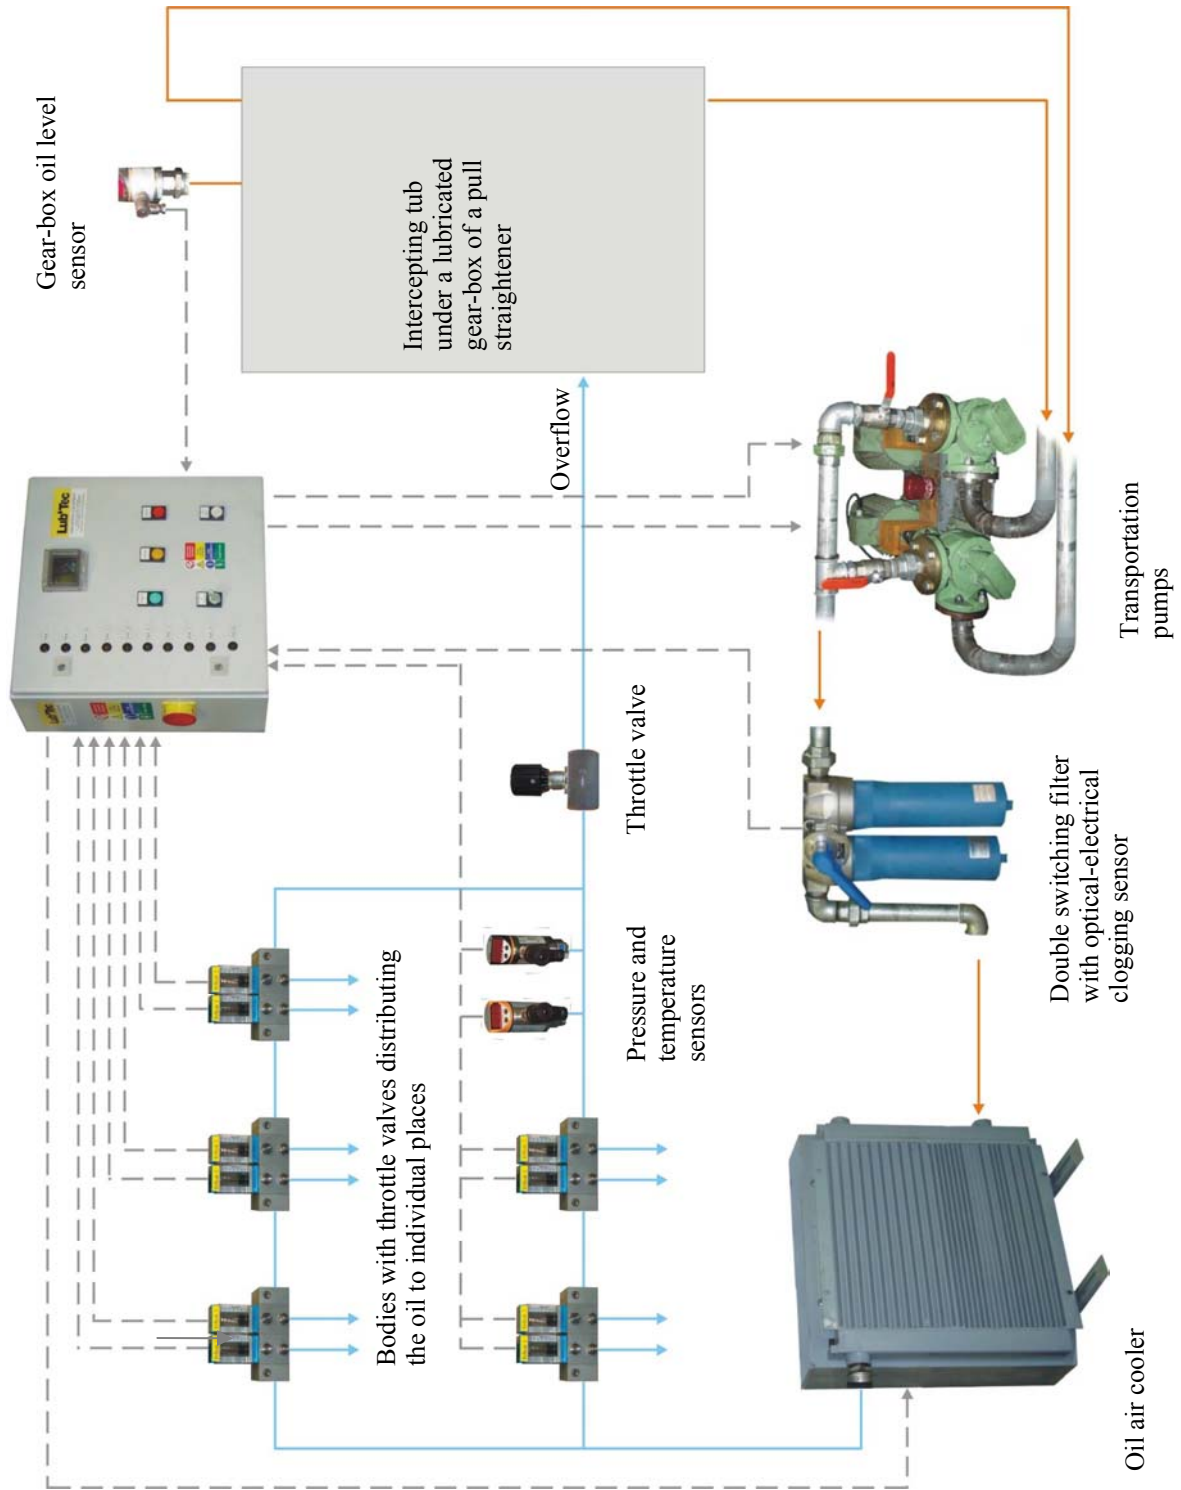 Gear-box oil level
sensor
Intercepting tub
under a lubricated
gear-box of a pull
straightener
Lub'Tec
Overflow
Transportation
pumps
Throttle valve
Double switching filter
with optical-electrical
clogging sensor
Pressure and
temperature
sensors
Bodies with throttle valves distributing
the oil to individual places
Oil air cooler